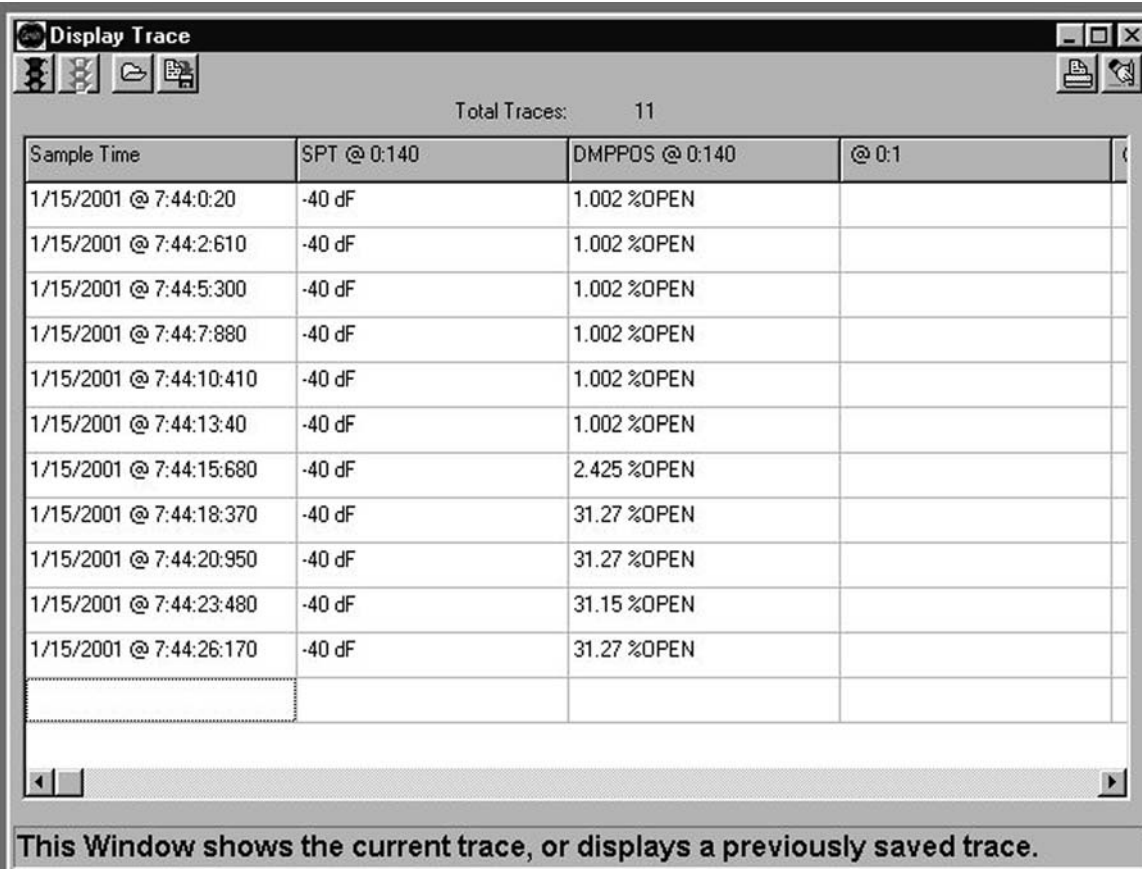 Display Trace
Total Traces: 11
Sample Time SPT @ 0:140 DMPPOS @ 0:140 @ 0:1
1/15/2001 @ 7:44:0:20 -40 dF 1.002 %OPEN
1/15/2001 @ 7:44:2:610 -40 dF 1.002 %OPEN
1/15/2001 @ 7:44:5:300 -40 dF 1.002 %OPEN
1/15/2001 @ 7:44:7:880 -40 dF 1.002 %OPEN
1/15/2001 @ 7:44:10:410 -40 dF 1.002 %OPEN
1/15/2001 @ 7:44:13:40 -40 dF 1.002 %OPEN
1/15/2001 @ 7:44:15:680 -40 dF 2.425 %OPEN
1/15/2001 @ 7:44:18:370 -40 dF 31.27 %OPEN
1/15/2001 @ 7:44:20:950 -40 dF 31.27 %OPEN
1/15/2001 @ 7:44:23:480 -40 dF 31.15 %OPEN
1/15/2001 @ 7:44:26:170 -40 dF 31.27 %OPEN
This Window shows the current trace, or displays a previously saved trace.